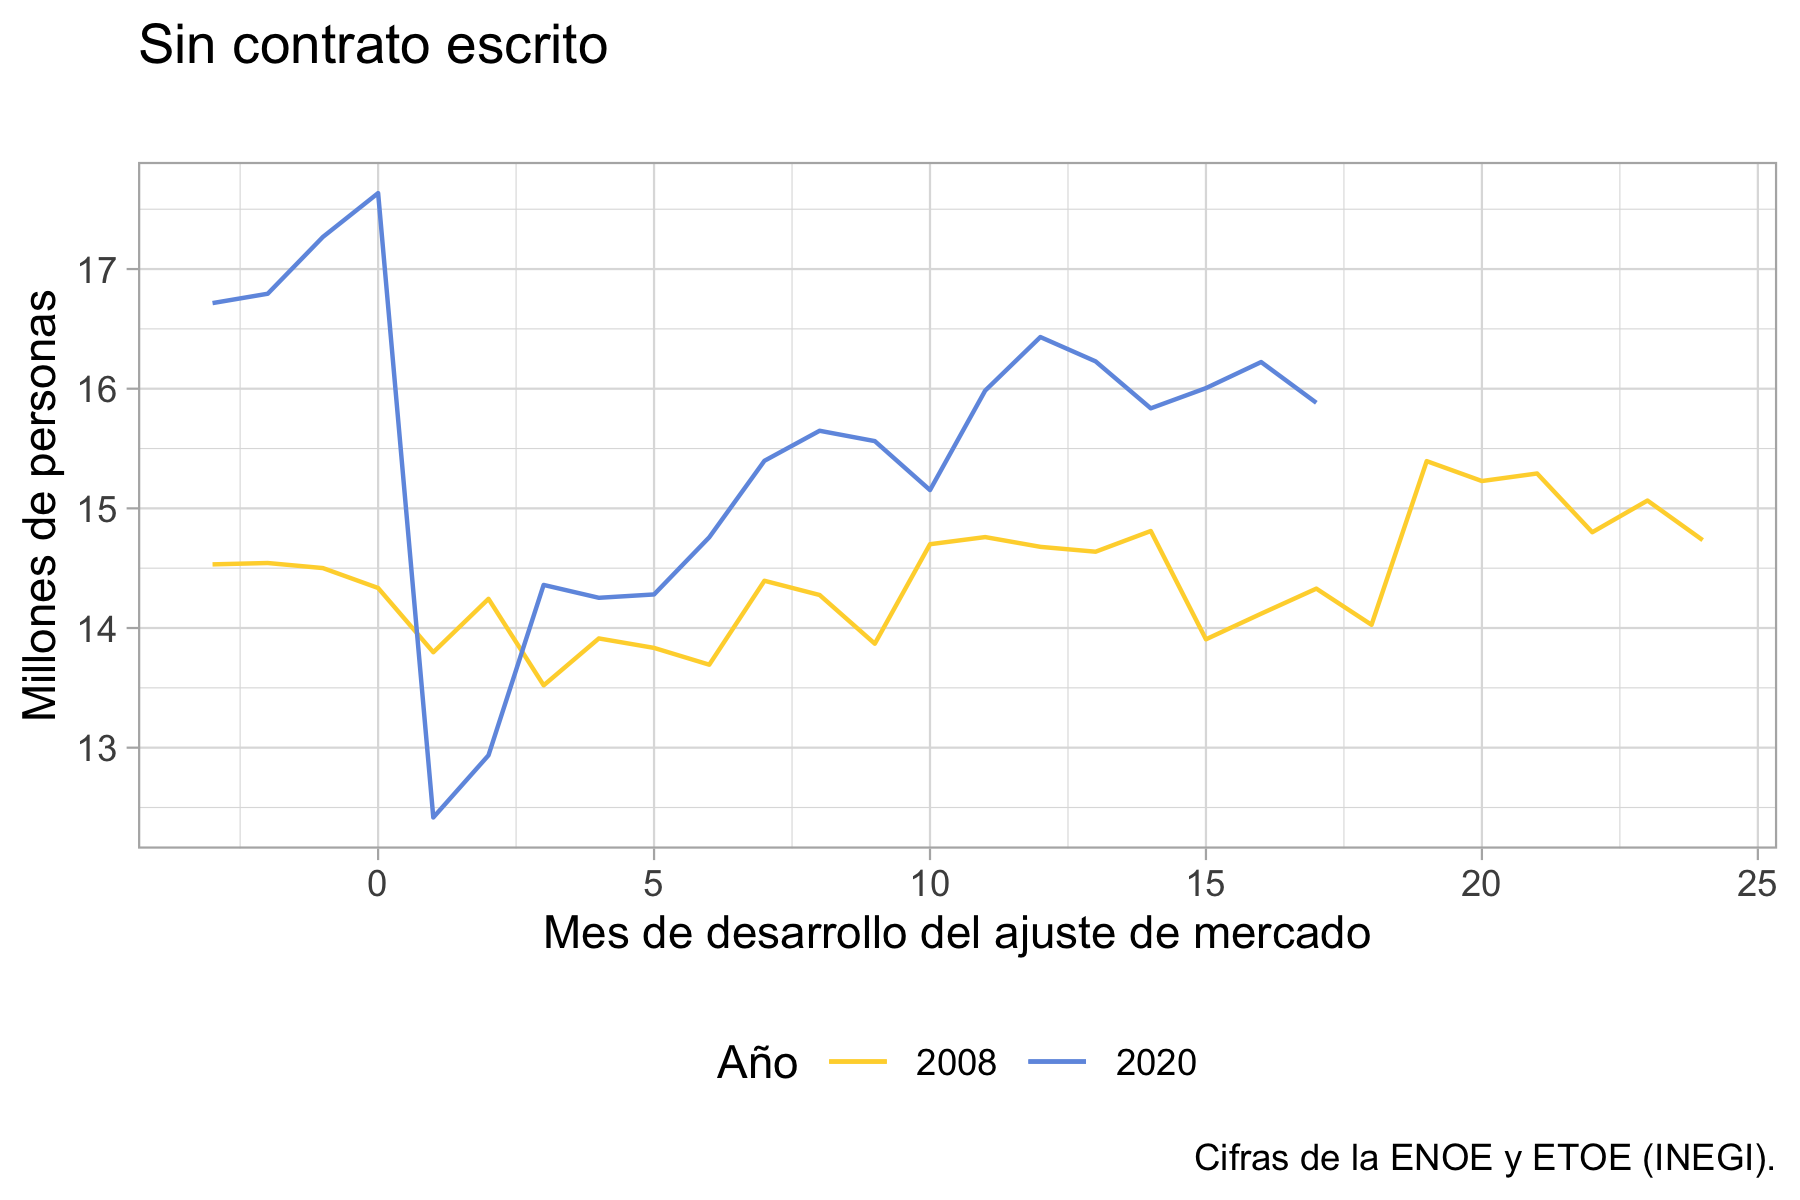 Sin contrato escrito
Millones de personas
17
16
15
14
13
0 5 10 15 20 25
Mes de desarrollo del ajuste de mercado
Año 2008 2020
Cifras de la ENOE y ETOE (INEGI).